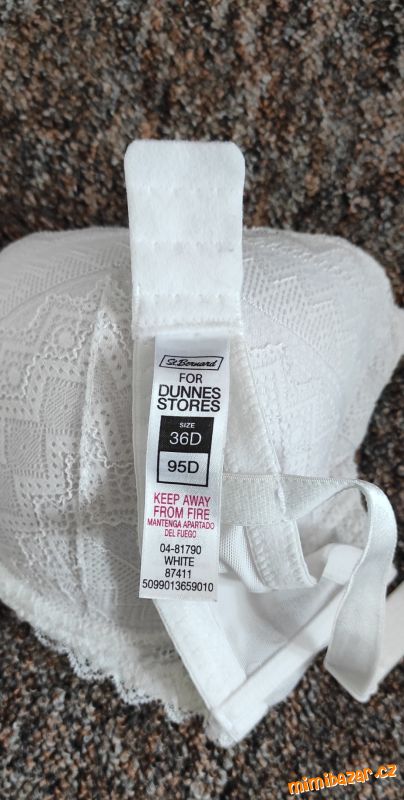 St.Bernard
FOR
DUNNES
STORES
SIZE
36D
95D
KEEP AWAY
FROM FIRE
MANTENGA APARTADO
DEL FUEGO
04-81790
WHITE
87411
5099013659010
mimibazar.cz